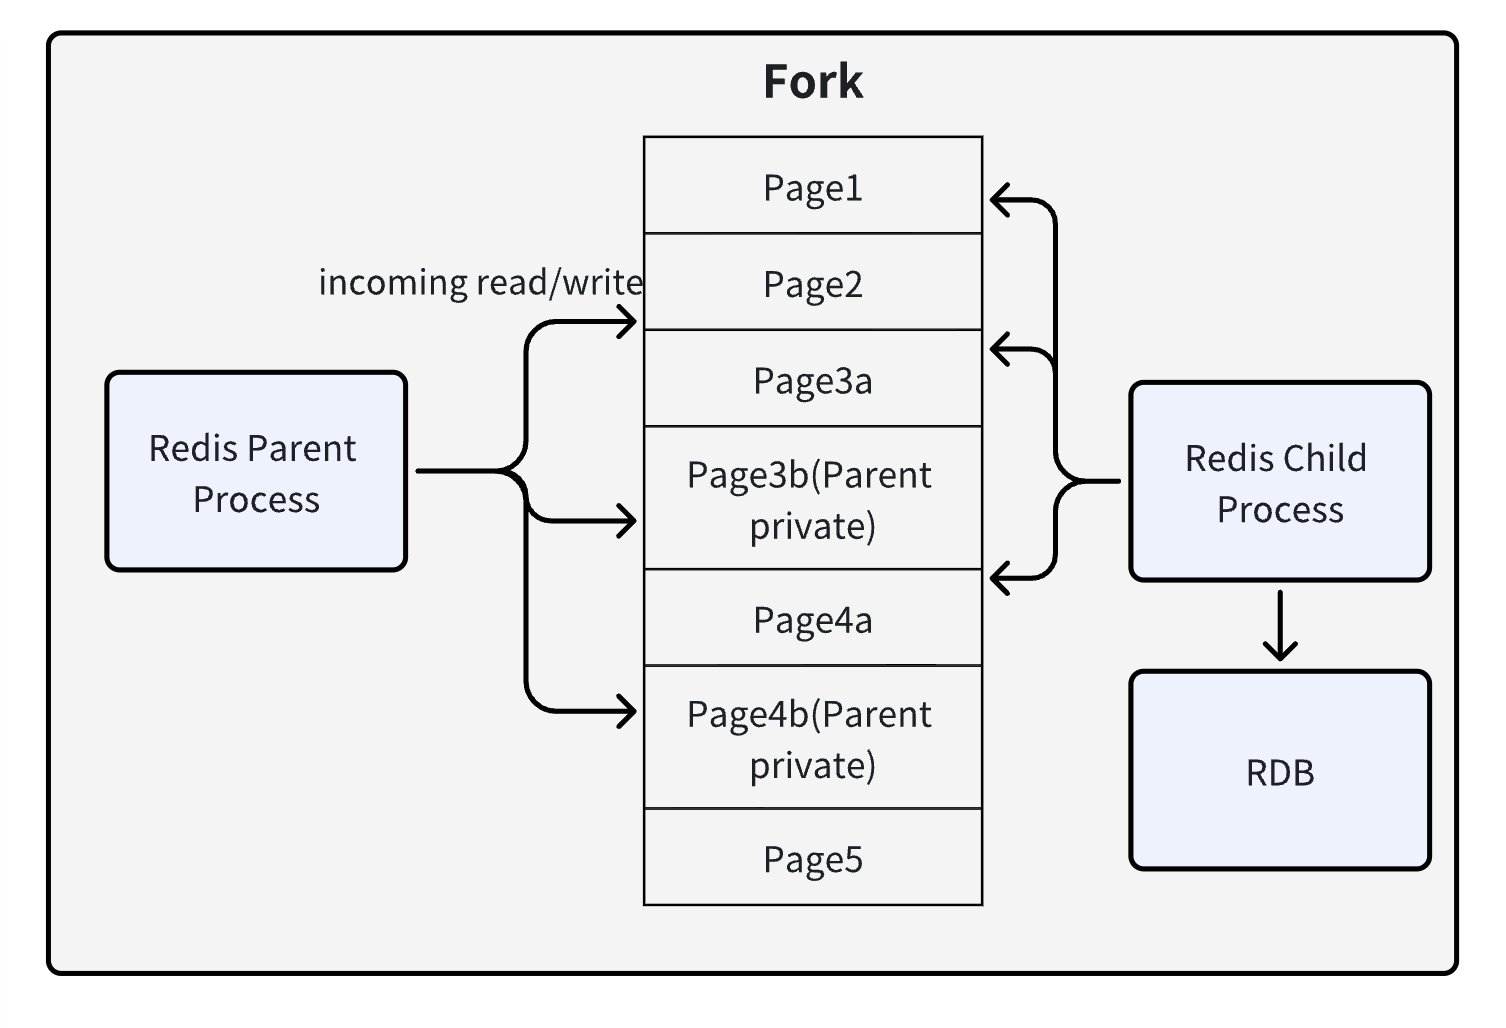 Fork
Page1
incoming read/write
Page2
Page3a
Redis Parent
Process
Page3b(Parent
private)
Redis Child
Process
Page4a
Page4b(Parent
private)
RDB
Page5